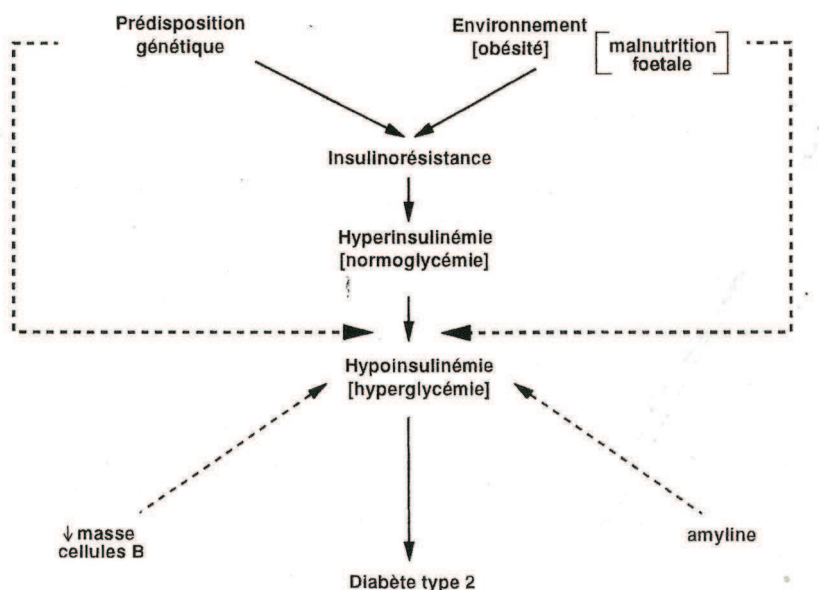 Prédisposition
génétique
Environnement
[obésité]
[malnutrition
foetale]
Insulinorésistance
Hyperinsulinémie
[normoglycémie]
Hypoinsulinémie
[hyperglycémie]
↓ masse
cellules B
amyline
Diabète type 2